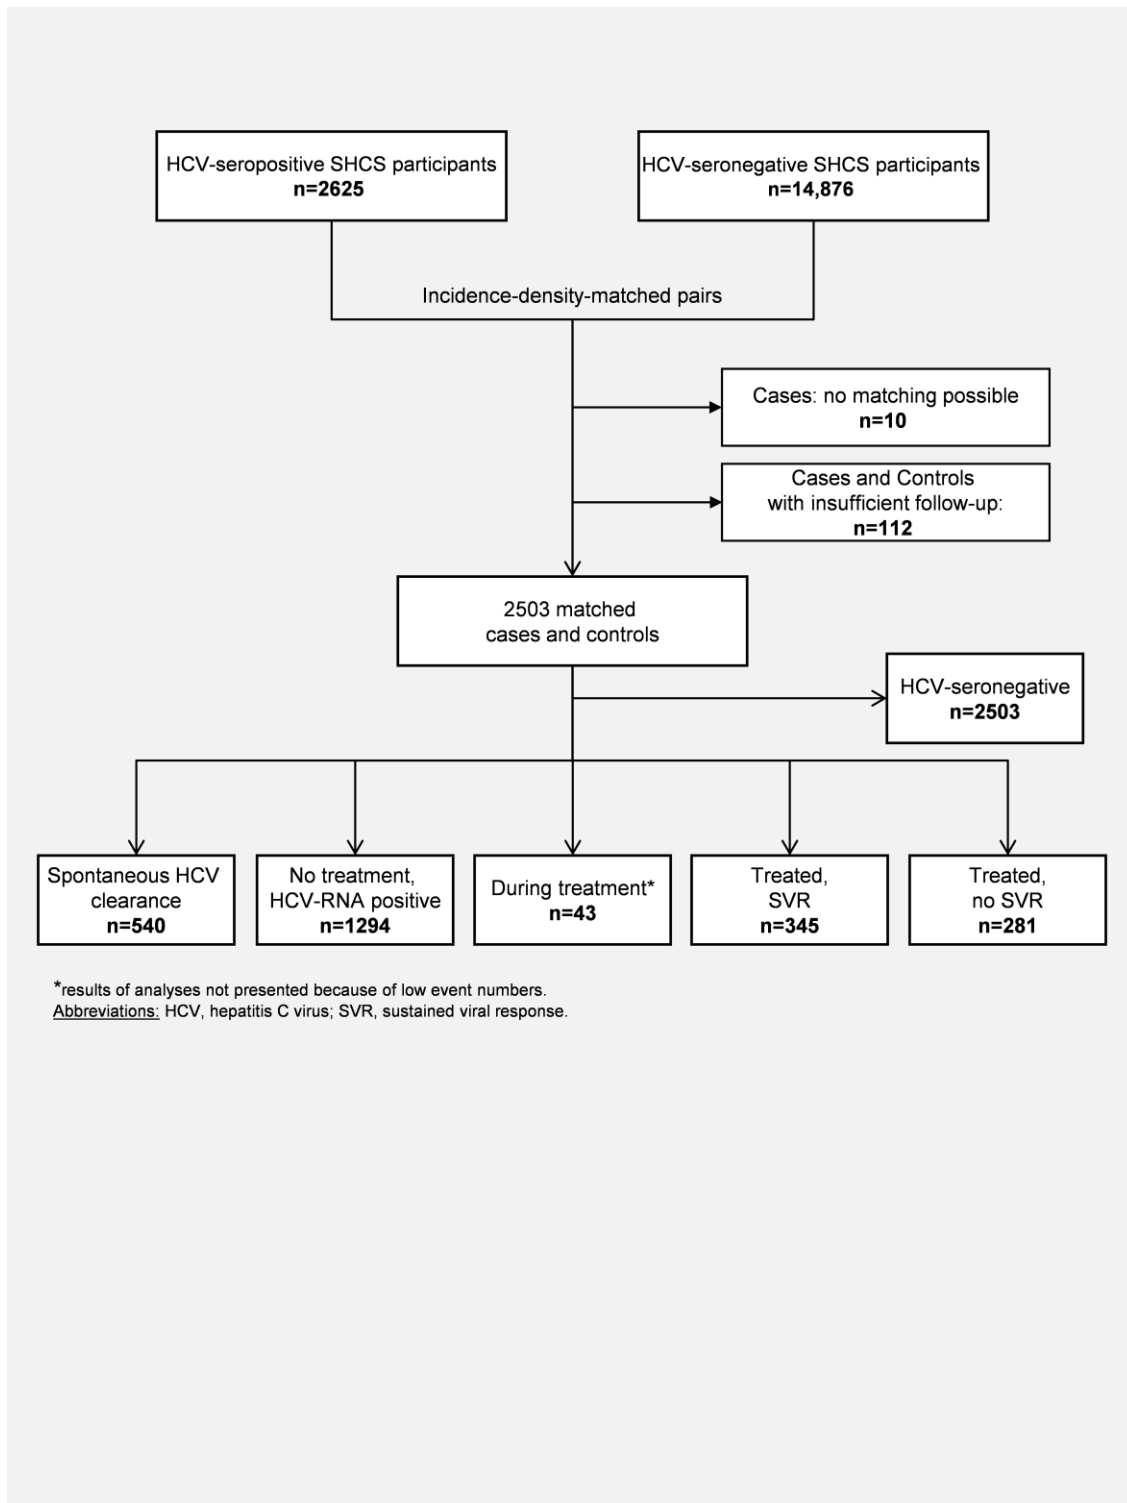 HCV-seropositive SHCS participants
n=2625
HCV-seronegative SHCS participants
n=14,876
Incidence-density-matched pairs
Cases: no matching possible
n=10
Cases and Controls
with insufficient follow-up:
n=112
2503 matched
cases and controls
HCV-seronegative
n=2503
Spontaneous HCV
clearance
n=540
No treatment,
HCV-RNA positive
n=1294
During treatment*
n=43
Treated,
SVR
n=345
Treated,
no SVR
n=281
*results of analyses not presented because of low event numbers.
Abbreviations: HCV, hepatitis C virus; SVR, sustained viral response.